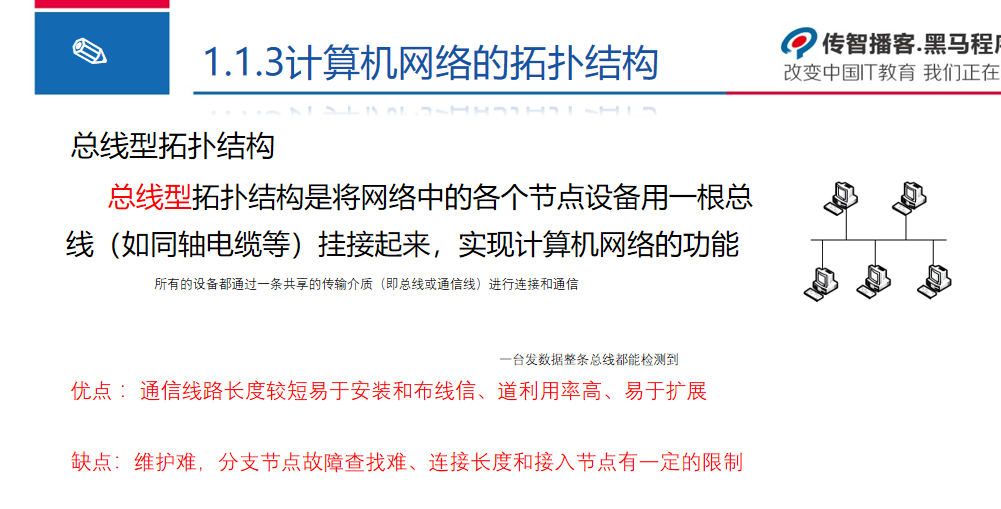 1.1.3计算机网络的拓扑结构
传智播客.黑马程
改变中国IT教育 我们正在
总线型拓扑结构
总线型拓扑结构是将网络中的各个节点设备用一根总
线（如同轴电缆等）挂接起来，实现计算机网络的功能
所有的设备都通过一条共享的传输介质（即总线或通信线）进行连接和通信
一台发数据整条总线都能检测到
优点 ：通信线路长度较短易于安装和布线信、道利用率高、易于扩展
缺点：维护难，分支节点故障查找难、连接长度和接入节点有一定的限制